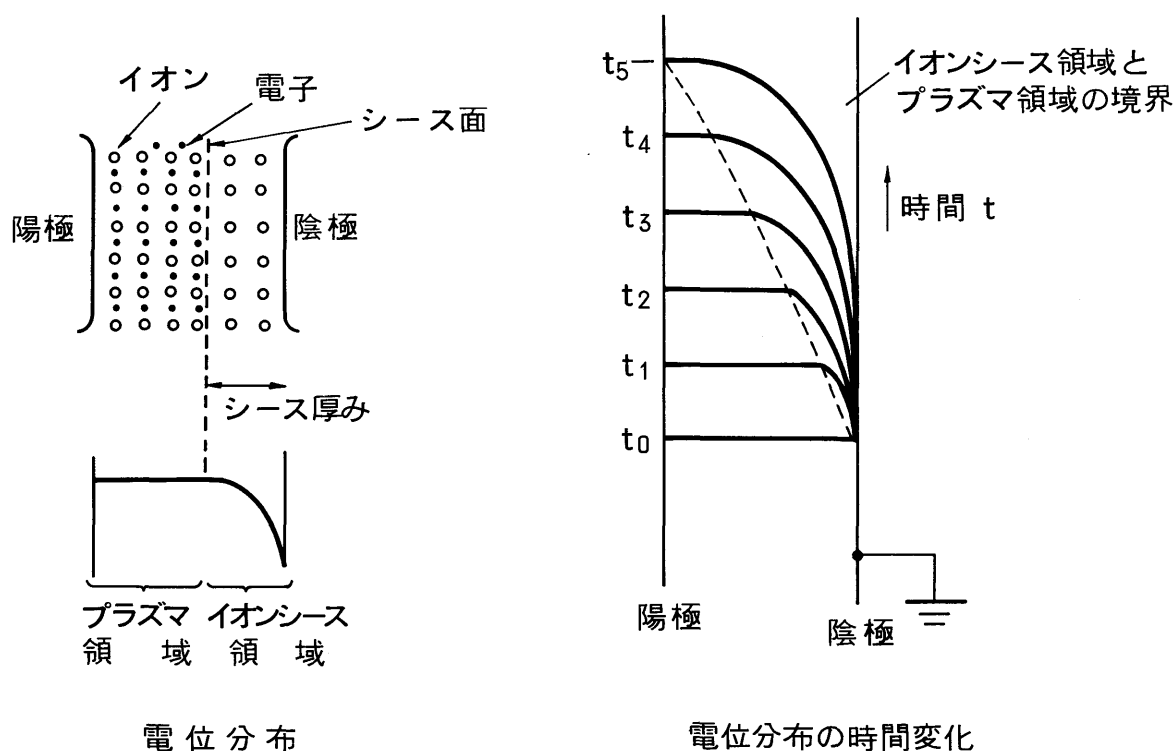 イオン
電子
シース面
陽極
陰極
シース厚み
プラズマ
領域
イオンシース
領域
電位分布
t5
t4
t3
t2
t1
t0
イオンシース領域と
プラズマ領域の境界
時間 t
陽極
陰極
電位分布の時間変化